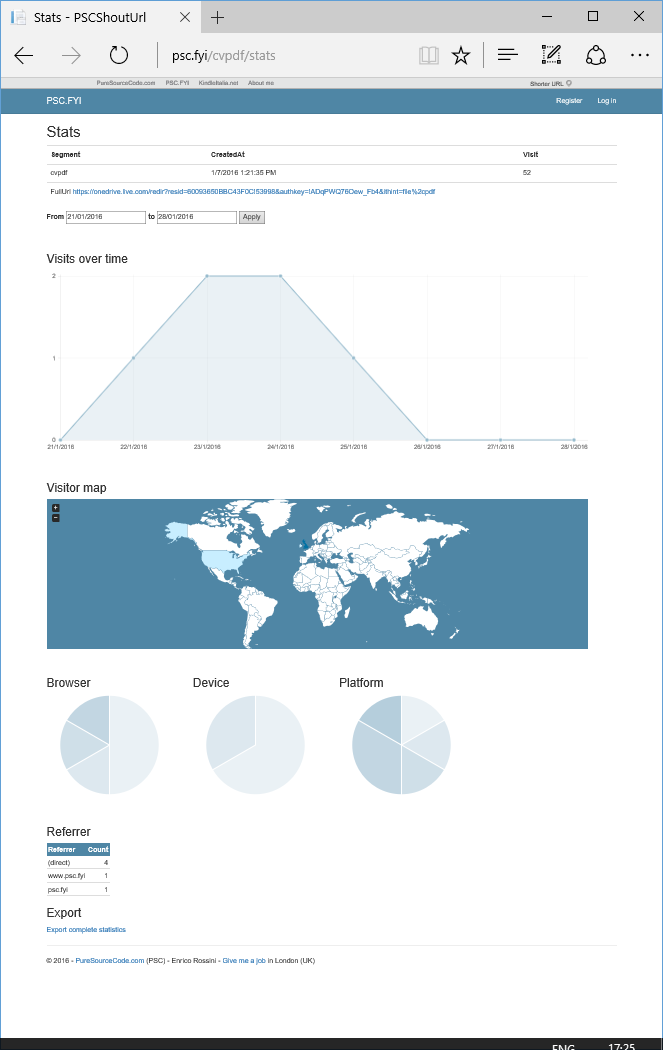 Stats - PSCShoutUrl
psc.fyi/cvpdf/stats
PureSourceCode.com PSC.FYI KindleItalia.net About me Shorter URL
PSC.FYI Register Log in
Stats
Segment CreatedAt Visit
cvpdf 1/7/2016 1:21:35 PM 52
FullUrl https://onedrive.live.com/redir?resid=60093650BBC43F0C!53998&authkey=!ADqPWQ76Oew_Fb4&ithint=file%2cpdf
From 21/01/2016 to 28/01/2016 Apply
Visits over time
2
1
0
21/1/2016 22/1/2016 23/1/2016 24/1/2016 25/1/2016 26/1/2016 27/1/2016 28/1/2016
Visitor map
+
−
Browser Device Platform
Referrer
Referrer Count
(direct) 4
www.psc.fyi 1
psc.fyi 1
Export
Export complete statistics
© 2016 - PureSourceCode.com (PSC) - Enrico Rossini - Give me a job in London (UK)
ENG 17:25